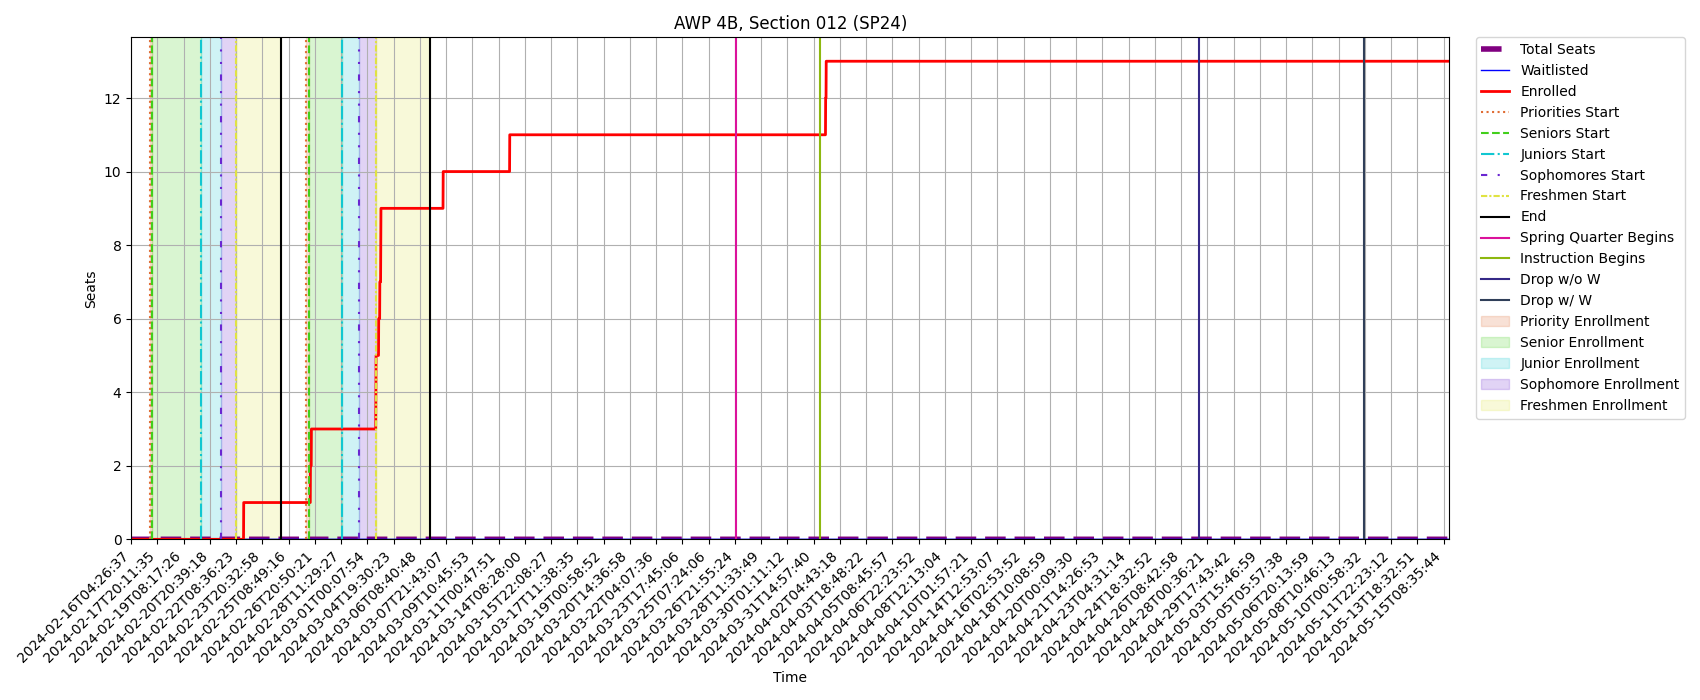 AWP 4B, Section 012 (SP24)
Seats
12
10
8
6
4
2
0
2024-02-16T04:26:37
2024-02-17T20:11:35
2024-02-19T08:17:26
2024-02-20T20:39:18
2024-02-22T08:36:23
2024-02-23T20:32:58
2024-02-25T08:49:16
2024-02-26T20:50:21
2024-02-28T11:29:27
2024-03-01T00:07:54
2024-03-04T19:30:23
2024-03-06T08:40:48
2024-03-07T21:43:07
2024-03-09T10:45:53
2024-03-11T00:47:51
2024-03-14T08:28:00
2024-03-15T22:08:27
2024-03-17T11:38:35
2024-03-19T00:58:52
2024-03-20T14:36:58
2024-03-22T04:07:36
2024-03-23T17:45:06
2024-03-25T07:24:06
2024-03-26T21:55:24
2024-03-28T11:33:49
2024-03-30T01:11:12
2024-03-31T14:57:40
2024-04-02T04:43:18
2024-04-03T18:48:22
2024-04-05T08:45:57
2024-04-06T22:23:52
2024-04-08T12:13:04
2024-04-10T01:57:21
2024-04-14T12:53:07
2024-04-16T02:53:52
2024-04-18T10:08:59
2024-04-20T00:09:30
2024-04-21T14:26:53
2024-04-23T04:31:14
2024-04-24T18:32:52
2024-04-26T08:42:58
2024-04-28T00:36:21
2024-04-29T17:43:42
2024-05-03T15:46:59
2024-05-05T05:57:38
2024-05-06T20:13:59
2024-05-08T10:46:13
2024-05-10T00:58:32
2024-05-11T22:23:12
2024-05-13T18:32:51
2024-05-15T08:35:44
Time
Total Seats
Waitlisted
Enrolled
Priorities Start
Seniors Start
Juniors Start
Sophomores Start
Freshmen Start
End
Spring Quarter Begins
Instruction Begins
Drop w/o W
Drop w/ W
Priority Enrollment
Senior Enrollment
Junior Enrollment
Sophomore Enrollment
Freshmen Enrollment